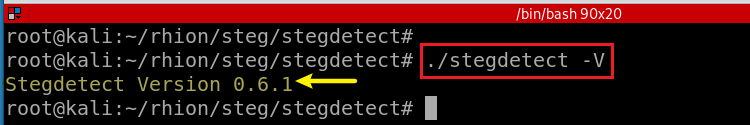 /bin/bash 90x20
root@kali:~/rhion/steg/stegdetect#
root@kali:~/rhion/steg/stegdetect# ./stegdetect -V
Stegdetect Version 0.6.1
root@kali:~/rhion/steg/stegdetect#